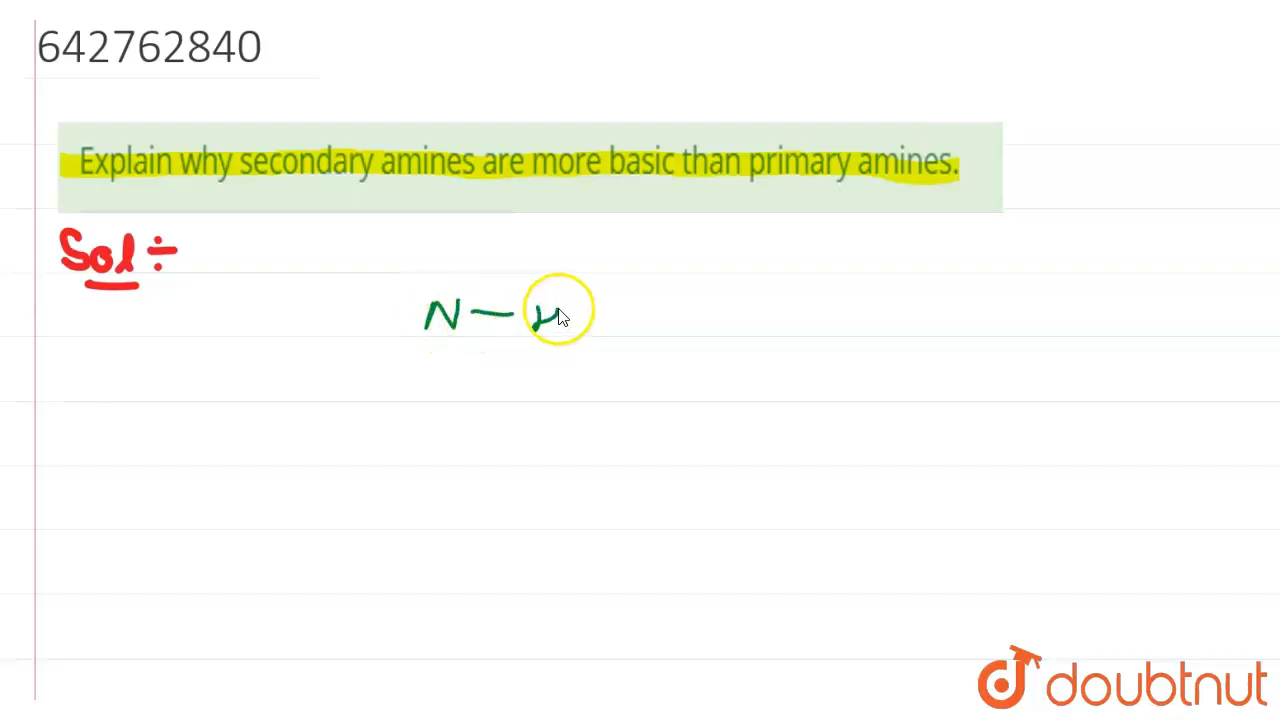 642762840
Explain why secondary amines are more basic than primary amines.
Sol ÷
N —
doubtnut